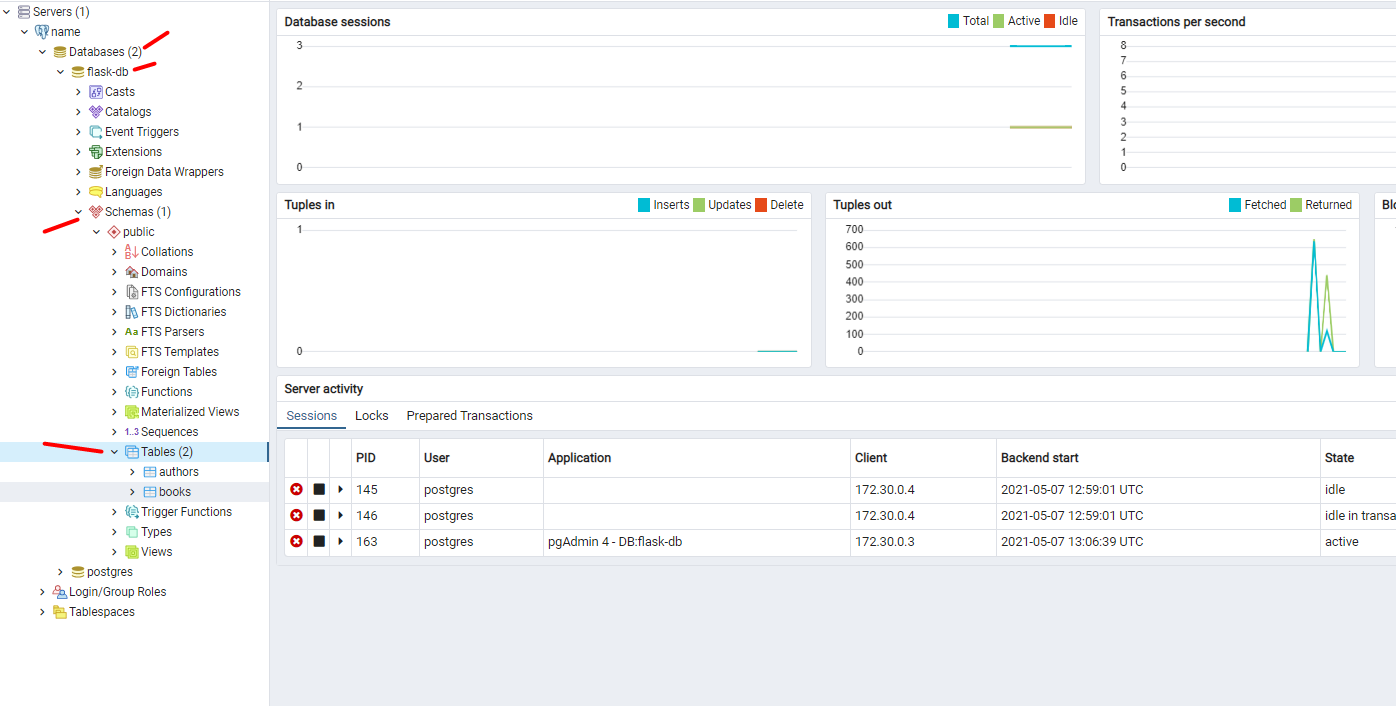 Servers (1)
name
Databases (2)
flask-db
Casts
Catalogs
Event Triggers
Extensions
Foreign Data Wrappers
Languages
Schemas (1)
public
Collations
Domains
FTS Configurations
FTS Dictionaries
Aa FTS Parsers
FTS Templates
Foreign Tables
Functions
Materialized Views
1..3 Sequences
Tables (2)
authors
books
Trigger Functions
Types
Views
postgres
Login/Group Roles
Tablespaces
Database sessions
Total Active Idle
3
2
1
0
Transactions per second
8
7
6
5
4
3
2
1
0
Tuples in
Inserts Updates Delete
1
0
Tuples out
Fetched Returned
700
600
500
400
300
200
100
0
Blo
Server activity
Sessions Locks Prepared Transactions
PID User Application Client Backend start State
145 postgres 172.30.0.4 2021-05-07 12:59:01 UTC idle
146 postgres 172.30.0.4 2021-05-07 12:59:01 UTC idle in transa
163 postgres pgAdmin 4 - DB:flask-db 172.30.0.3 2021-05-07 13:06:39 UTC active